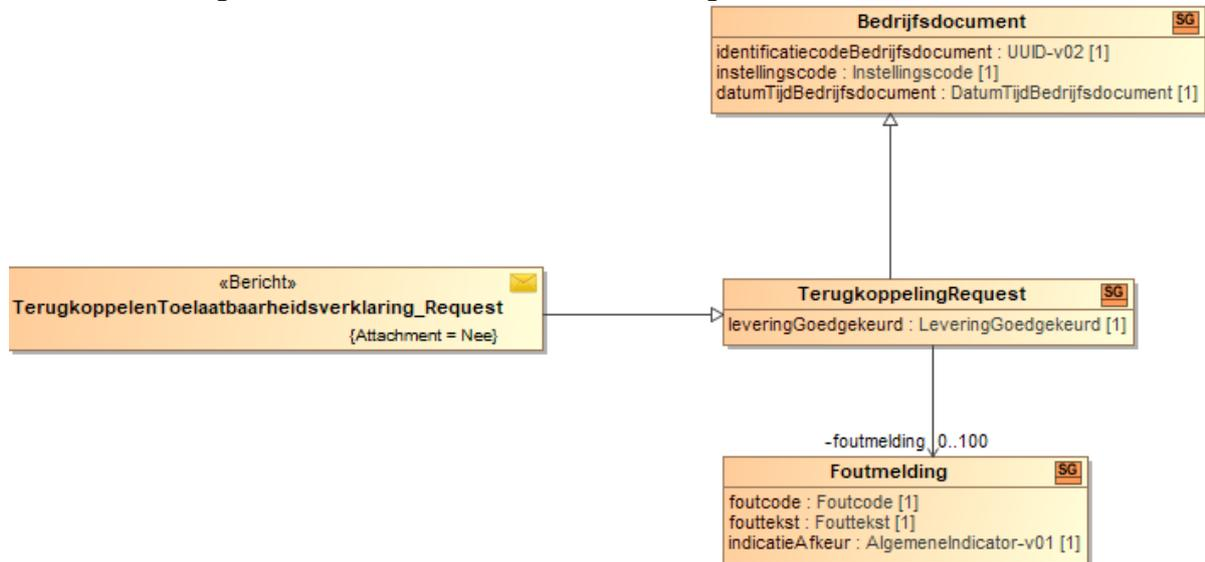 Bedrijfsdocument SG
identificatiecodeBedrijfsdocument : UUID-v02 [1]
instellingscode : Instellingscode [1]
datumTijdBedrijfsdocument : DatumTijdBedrijfsdocument [1]
«Bericht»
TerugkoppelenToelaatbaarheidsverklaring_Request
{Attachment = Nee}
TerugkoppelingRequest SG
leveringGoedgekeurd : LeveringGoedgekeurd [1]
-foutmelding 0..100
Foutmelding SG
foutcode : Foutcode [1]
fouttekst : Fouttekst [1]
indicatieAfkeur : AlgemeneIndicator-v01 [1]